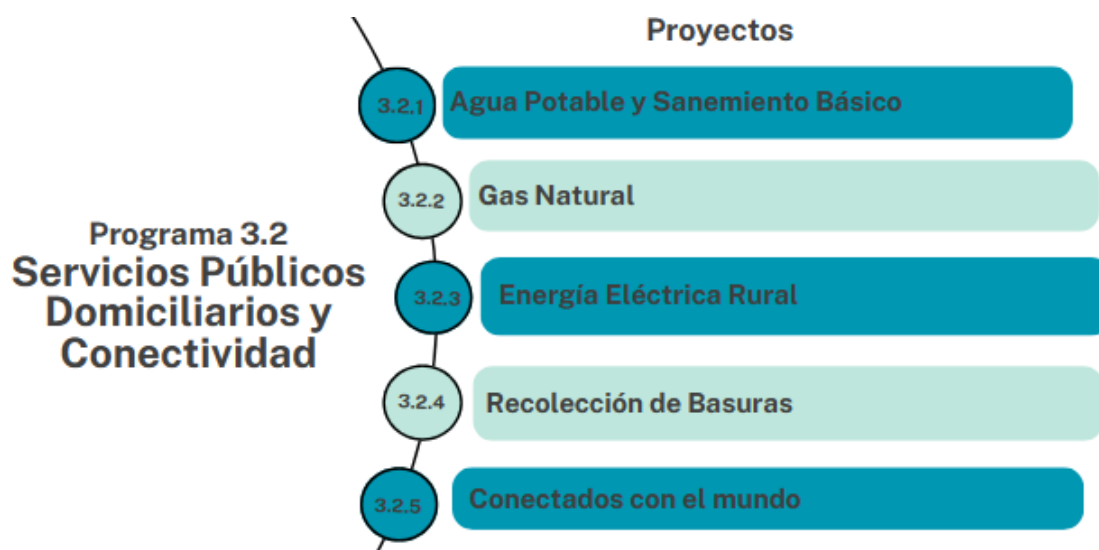 Proyectos
3.2.1 Agua Potable y Sanemiento Básico
3.2.2 Gas Natural
Programa 3.2
Servicios Públicos
Domiciliarios y
Conectividad
3.2.3 Energía Eléctrica Rural
3.2.4 Recolección de Basuras
3.2.5 Conectados con el mundo